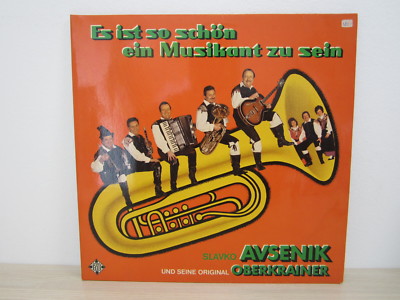 Es ist so schön
ein Musikant zu sein
SLAVKO AVSENIK
UND SEINE ORIGINAL OBERKRAINER